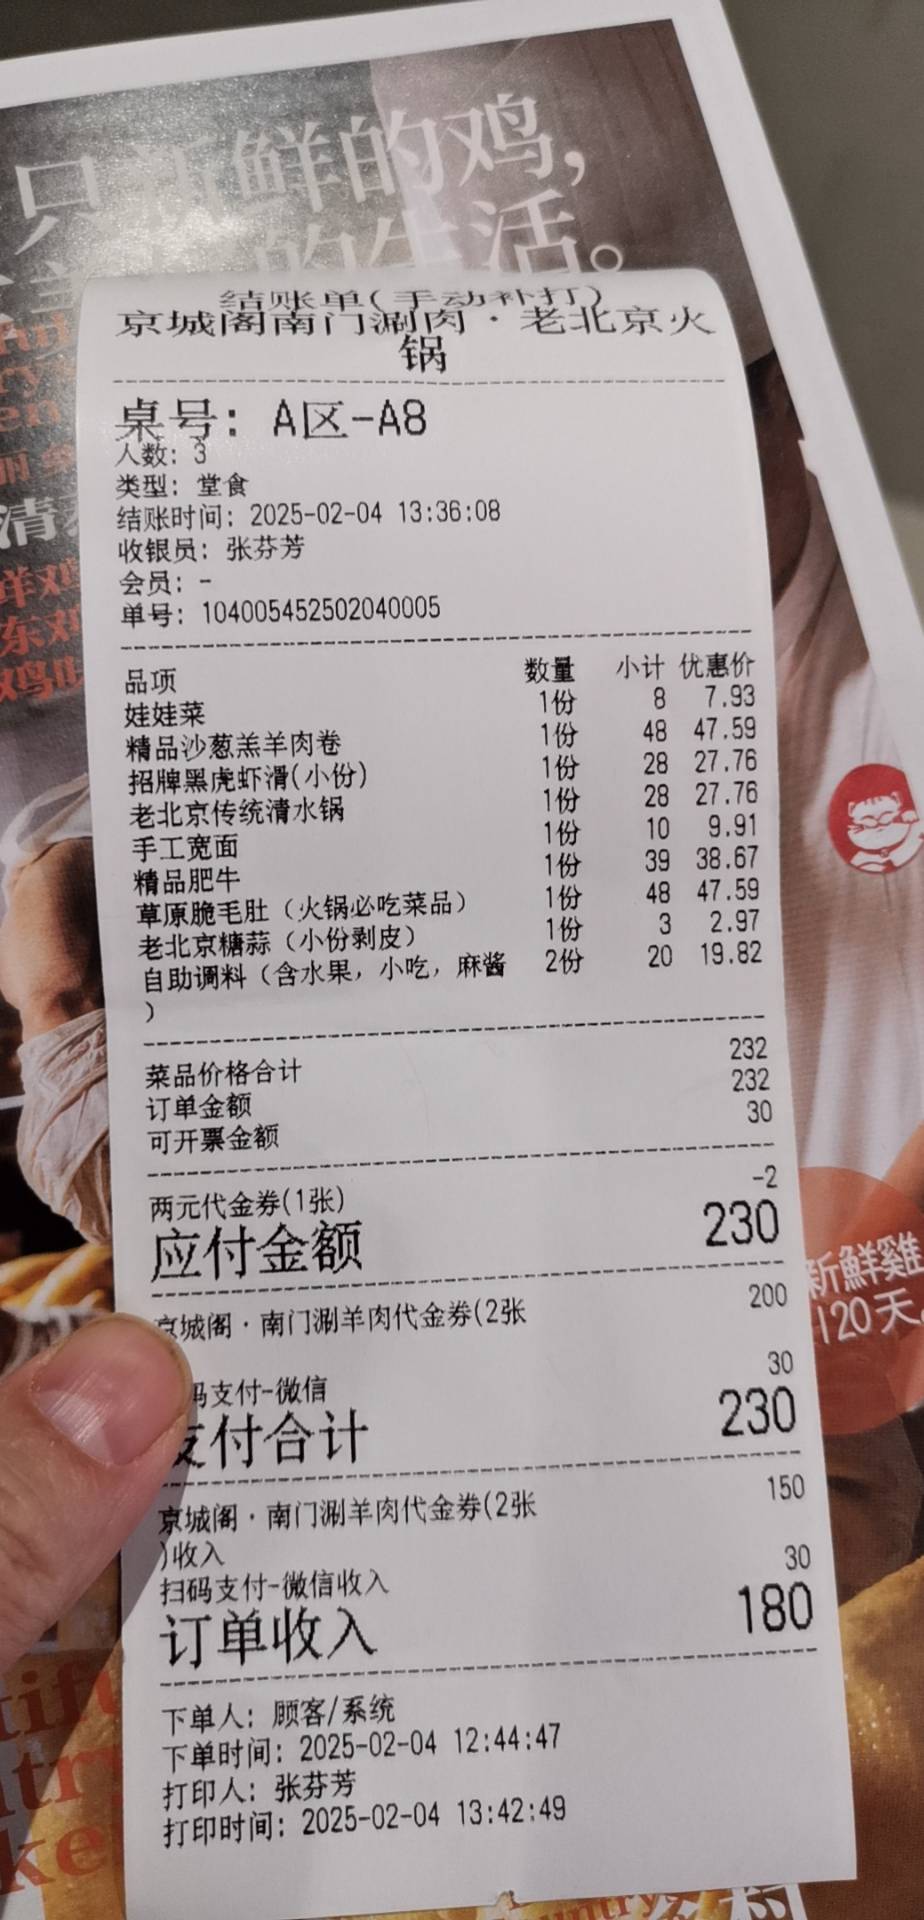 只新鲜的鸡，
的生活。
结账单(手动补打)
京城阁南门涮肉·老北京火
锅
桌号: A区-A8
人数: 3
类型: 堂食
结账时间: 2025-02-04 13:36:08
收银员: 张芬芳
会员: -
单号: 104005452502040005
品项 数量 小计 优惠价
娃娃菜 1份 8 7.93
精品沙葱羔羊肉卷 1份 48 47.59
招牌黑虎虾滑(小份) 1份 28 27.76
老北京传统清水锅 1份 28 27.76
手工宽面 1份 10 9.91
精品肥牛 1份 39 38.67
草原脆毛肚（火锅必吃菜品） 1份 48 47.59
老北京糖蒜（小份剥皮） 1份 3 2.97
自助调料（含水果，小吃，麻酱 2份 20 19.82
）
菜品价格合计 232
订单金额 232
可开票金额 30
两元代金券(1张) -2
应付金额 230
京城阁·南门涮羊肉代金券(2张 200
码支付-微信 30
支付合计 230
京城阁·南门涮羊肉代金券(2张 150
)收入
扫码支付-微信收入 30
订单收入 180
下单人: 顾客/系统
下单时间: 2025-02-04 12:44:47
打印人: 张芬芳
打印时间: 2025-02-04 13:42:49
新鮮雞
120天